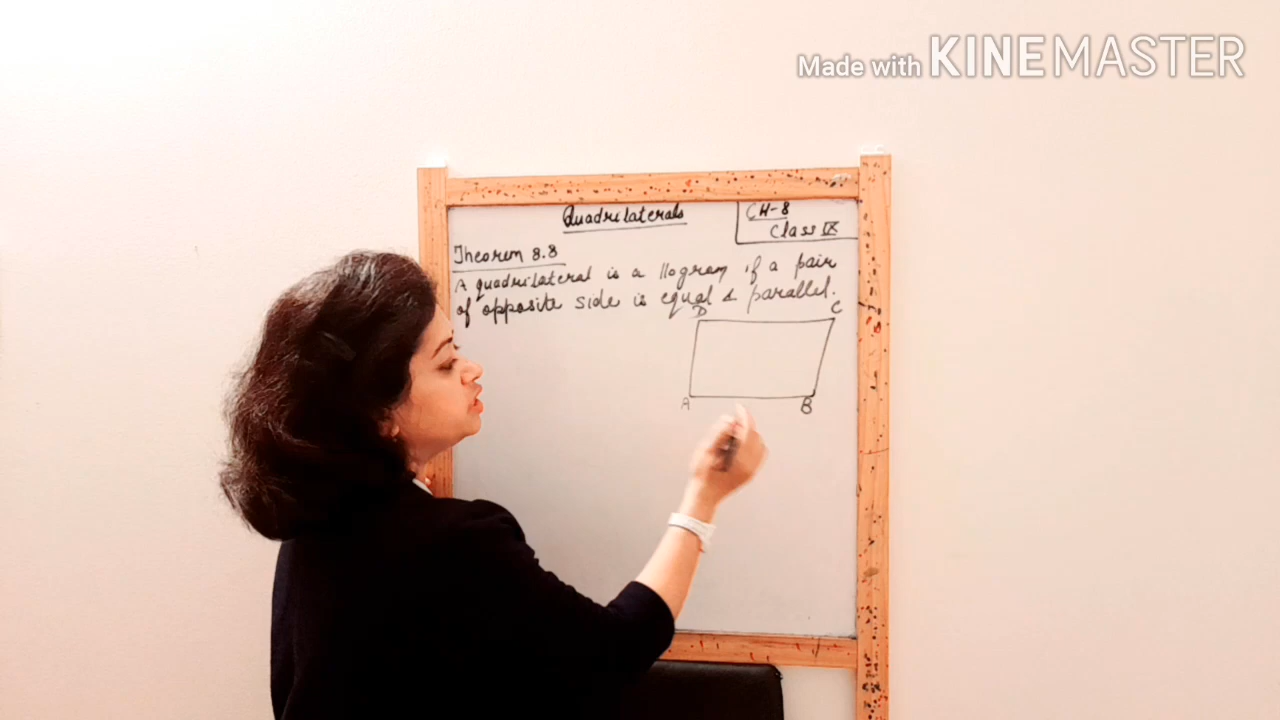 Made with KINEMASTER
Quadrilaterals
CH-8
Class IX
Theorem 8.8
A quadrilateral is a llogram if a pair
of opposite side is equal & parallel.
D C
A B